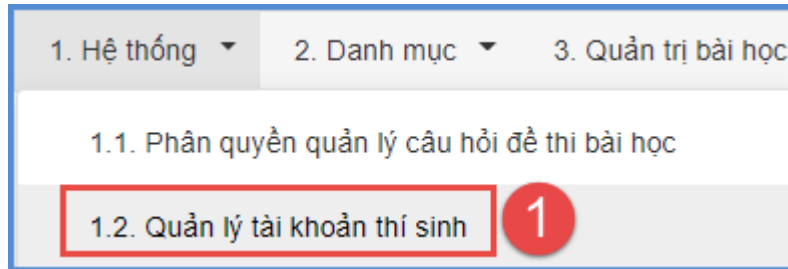 1. Hệ thống 2. Danh mục 3. Quản trị bài học
1.1. Phân quyền quản lý câu hỏi đề thi bài học
1.2. Quản lý tài khoản thí sinh 1